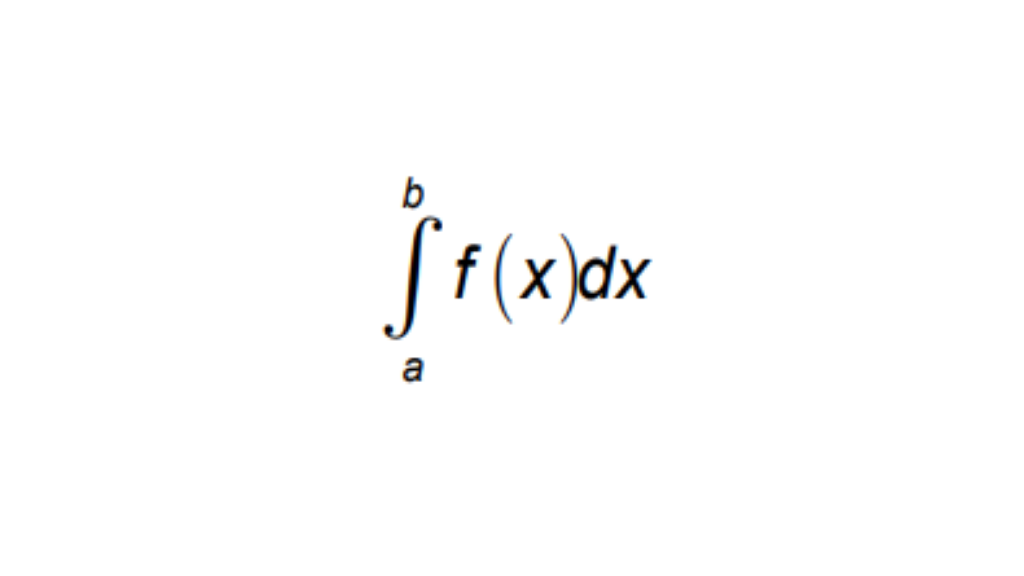 b
∫ f (x)dx
a